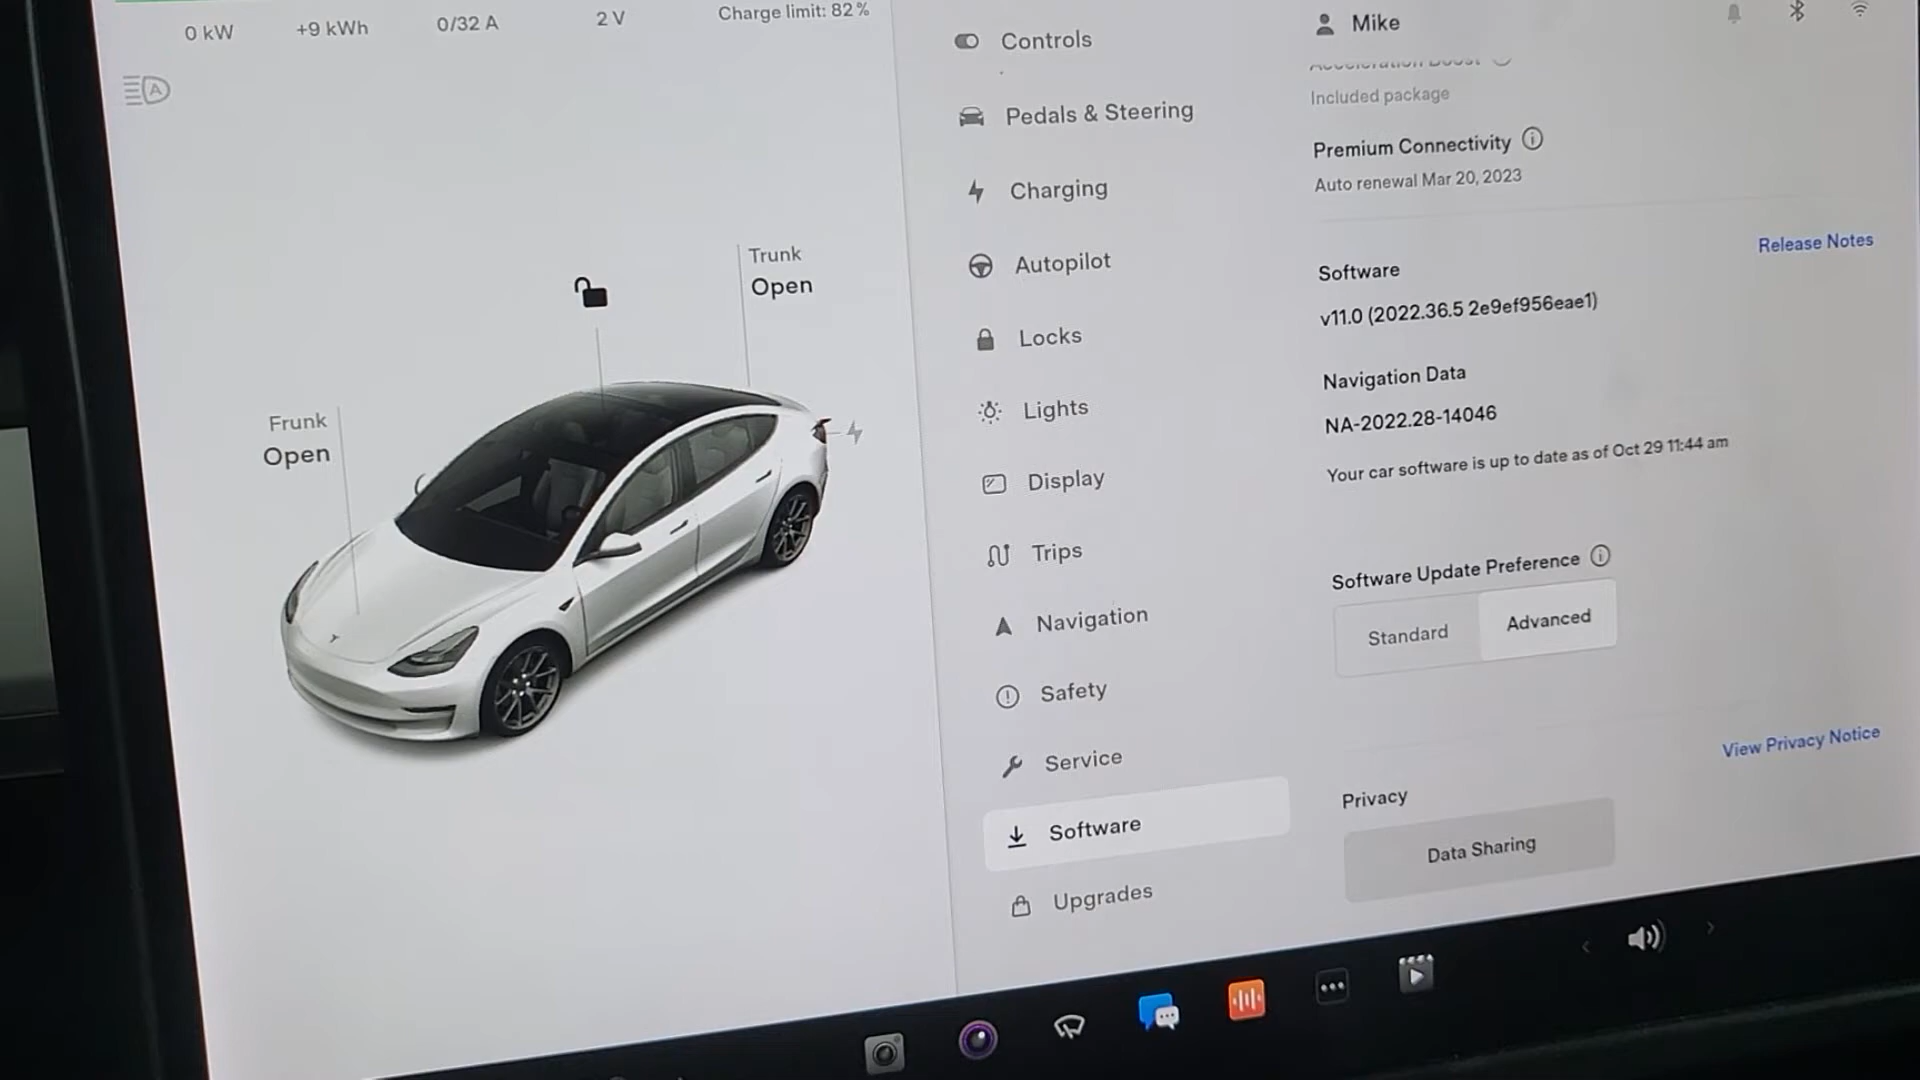 0 kW
+9 kWh
0/32 A
2 V
Charge limit: 82%
A
Trunk
Open
Frunk
Open
Controls
Pedals & Steering
Charging
Autopilot
Locks
Lights
Display
Trips
Navigation
Safety
Service
Software
Upgrades
Mike
Acceleration Boost
Included package
Premium Connectivity
Auto renewal Mar 20, 2023
Release Notes
Software
v11.0 (2022.36.5 2e9ef956eae1)
Navigation Data
NA-2022.28-14046
Your car software is up to date as of Oct 29 11:44 am
Software Update Preference
Standard
Advanced
View Privacy Notice
Privacy
Data Sharing